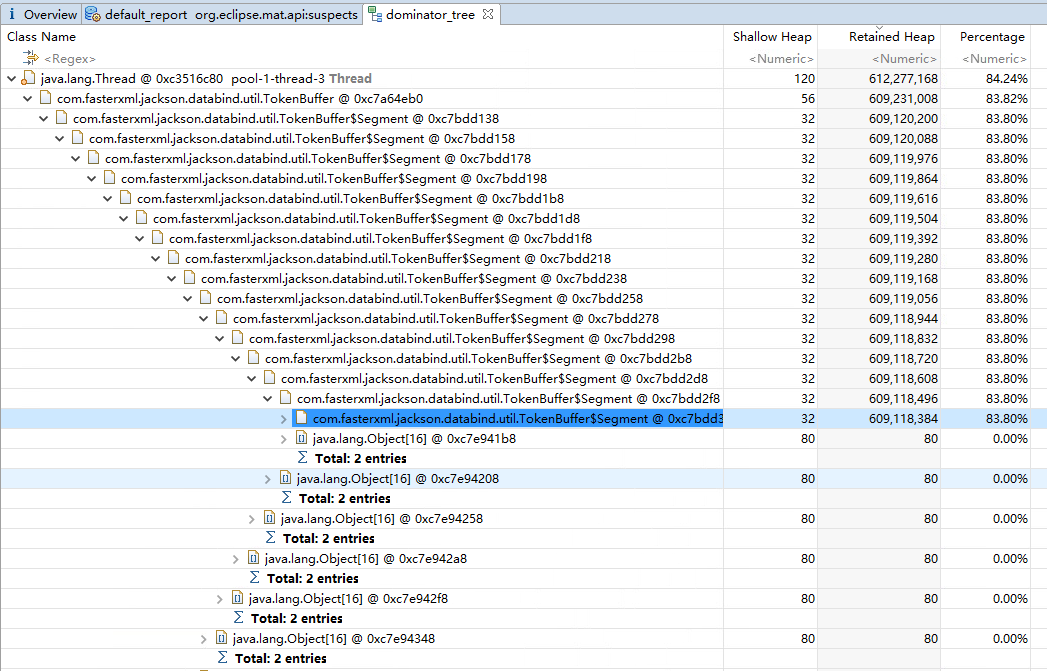 Overview default_report org.eclipse.mat.api:suspects dominator_tree
Class Name Shallow Heap Retained Heap Percentage
<Regex> <Numeric> <Numeric> <Numeric>
java.lang.Thread @ 0xc3516c80 pool-1-thread-3 Thread 120 612,277,168 84.24%
com.fasterxml.jackson.databind.util.TokenBuffer @ 0xc7a64eb0 56 609,231,008 83.82%
com.fasterxml.jackson.databind.util.TokenBuffer$Segment @ 0xc7bdd138 32 609,120,200 83.80%
com.fasterxml.jackson.databind.util.TokenBuffer$Segment @ 0xc7bdd158 32 609,120,088 83.80%
com.fasterxml.jackson.databind.util.TokenBuffer$Segment @ 0xc7bdd178 32 609,119,976 83.80%
com.fasterxml.jackson.databind.util.TokenBuffer$Segment @ 0xc7bdd198 32 609,119,864 83.80%
com.fasterxml.jackson.databind.util.TokenBuffer$Segment @ 0xc7bdd1b8 32 609,119,616 83.80%
com.fasterxml.jackson.databind.util.TokenBuffer$Segment @ 0xc7bdd1d8 32 609,119,504 83.80%
com.fasterxml.jackson.databind.util.TokenBuffer$Segment @ 0xc7bdd1f8 32 609,119,392 83.80%
com.fasterxml.jackson.databind.util.TokenBuffer$Segment @ 0xc7bdd218 32 609,119,280 83.80%
com.fasterxml.jackson.databind.util.TokenBuffer$Segment @ 0xc7bdd238 32 609,119,168 83.80%
com.fasterxml.jackson.databind.util.TokenBuffer$Segment @ 0xc7bdd258 32 609,119,056 83.80%
com.fasterxml.jackson.databind.util.TokenBuffer$Segment @ 0xc7bdd278 32 609,118,944 83.80%
com.fasterxml.jackson.databind.util.TokenBuffer$Segment @ 0xc7bdd298 32 609,118,832 83.80%
com.fasterxml.jackson.databind.util.TokenBuffer$Segment @ 0xc7bdd2b8 32 609,118,720 83.80%
com.fasterxml.jackson.databind.util.TokenBuffer$Segment @ 0xc7bdd2d8 32 609,118,608 83.80%
com.fasterxml.jackson.databind.util.TokenBuffer$Segment @ 0xc7bdd2f8 32 609,118,496 83.80%
com.fasterxml.jackson.databind.util.TokenBuffer$Segment @ 0xc7bdd3 32 609,118,384 83.80%
java.lang.Object[16] @ 0xc7e941b8 80 80 0.00%
Σ Total: 2 entries
java.lang.Object[16] @ 0xc7e94208 80 80 0.00%
Σ Total: 2 entries
java.lang.Object[16] @ 0xc7e94258 80 80 0.00%
Σ Total: 2 entries
java.lang.Object[16] @ 0xc7e942a8 80 80 0.00%
Σ Total: 2 entries
java.lang.Object[16] @ 0xc7e942f8 80 80 0.00%
Σ Total: 2 entries
java.lang.Object[16] @ 0xc7e94348 80 80 0.00%
Σ Total: 2 entries